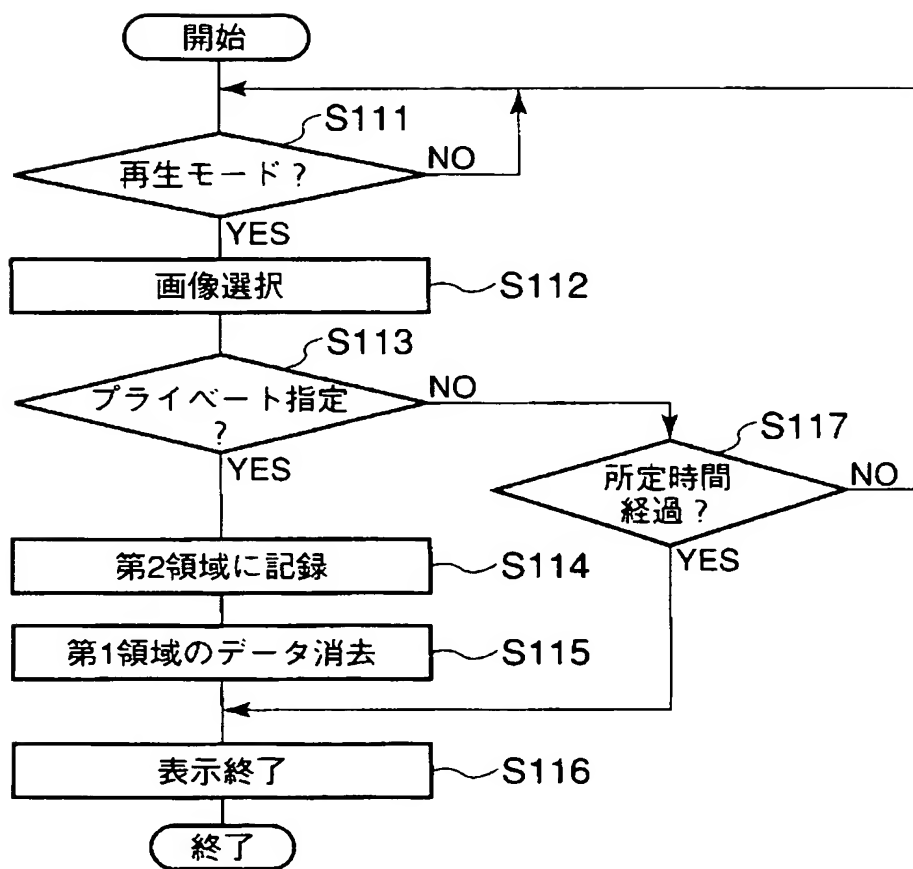 開始
S111
再生モード？
NO
YES
画像選択
S112
S113
プライベート指定
？
NO
YES
S117
所定時間
経過？
NO
YES
第2領域に記録
S114
第1領域のデータ消去
S115
表示終了
S116
終了